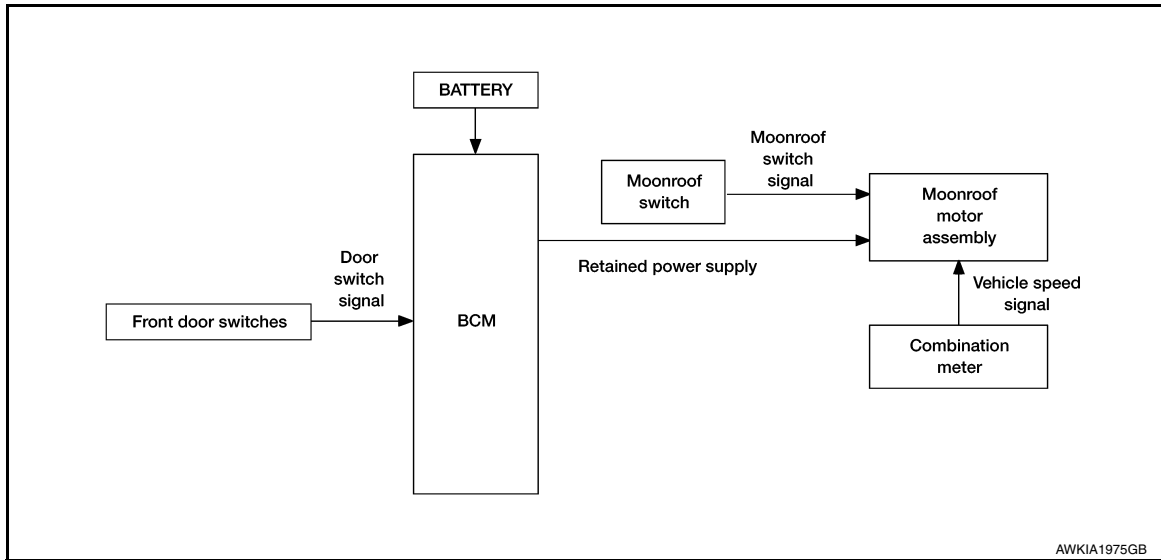 BATTERY
Moonroof
switch
signal
Moonroof
switch
Moonroof
motor
assembly
Door
switch
signal
Retained power supply
Vehicle speed
signal
Front door switches
BCM
Combination
meter
AWKIA1975GB